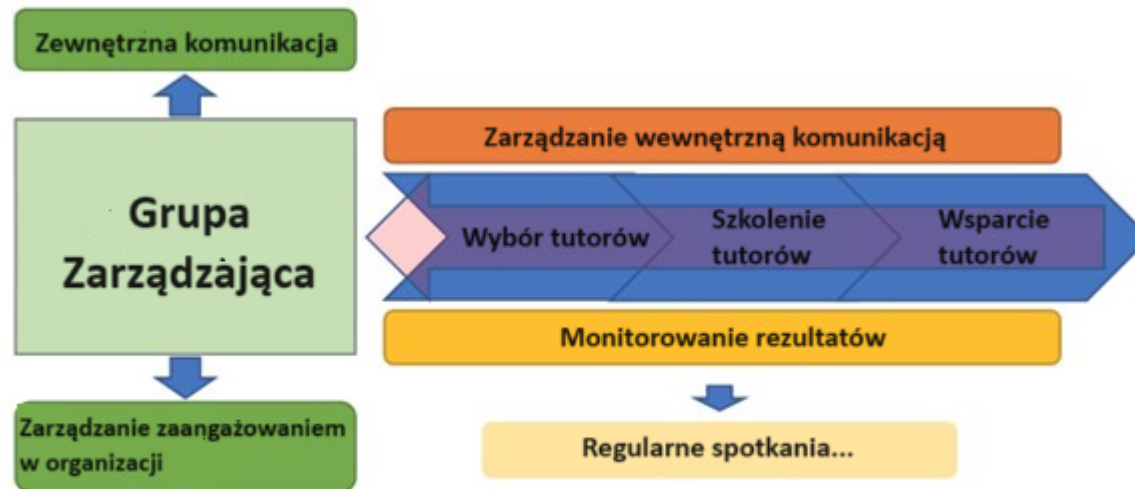 Zewnętrzna komunikacja
Grupa
Zarządzająca
Zarządzanie zaangażowaniem
w organizacji
Zarządzanie wewnętrzną komunikacją
Wybór tutorów
Szkolenie
tutorów
Wsparcie
tutorów
Monitorowanie rezultatów
Regularne spotkania...